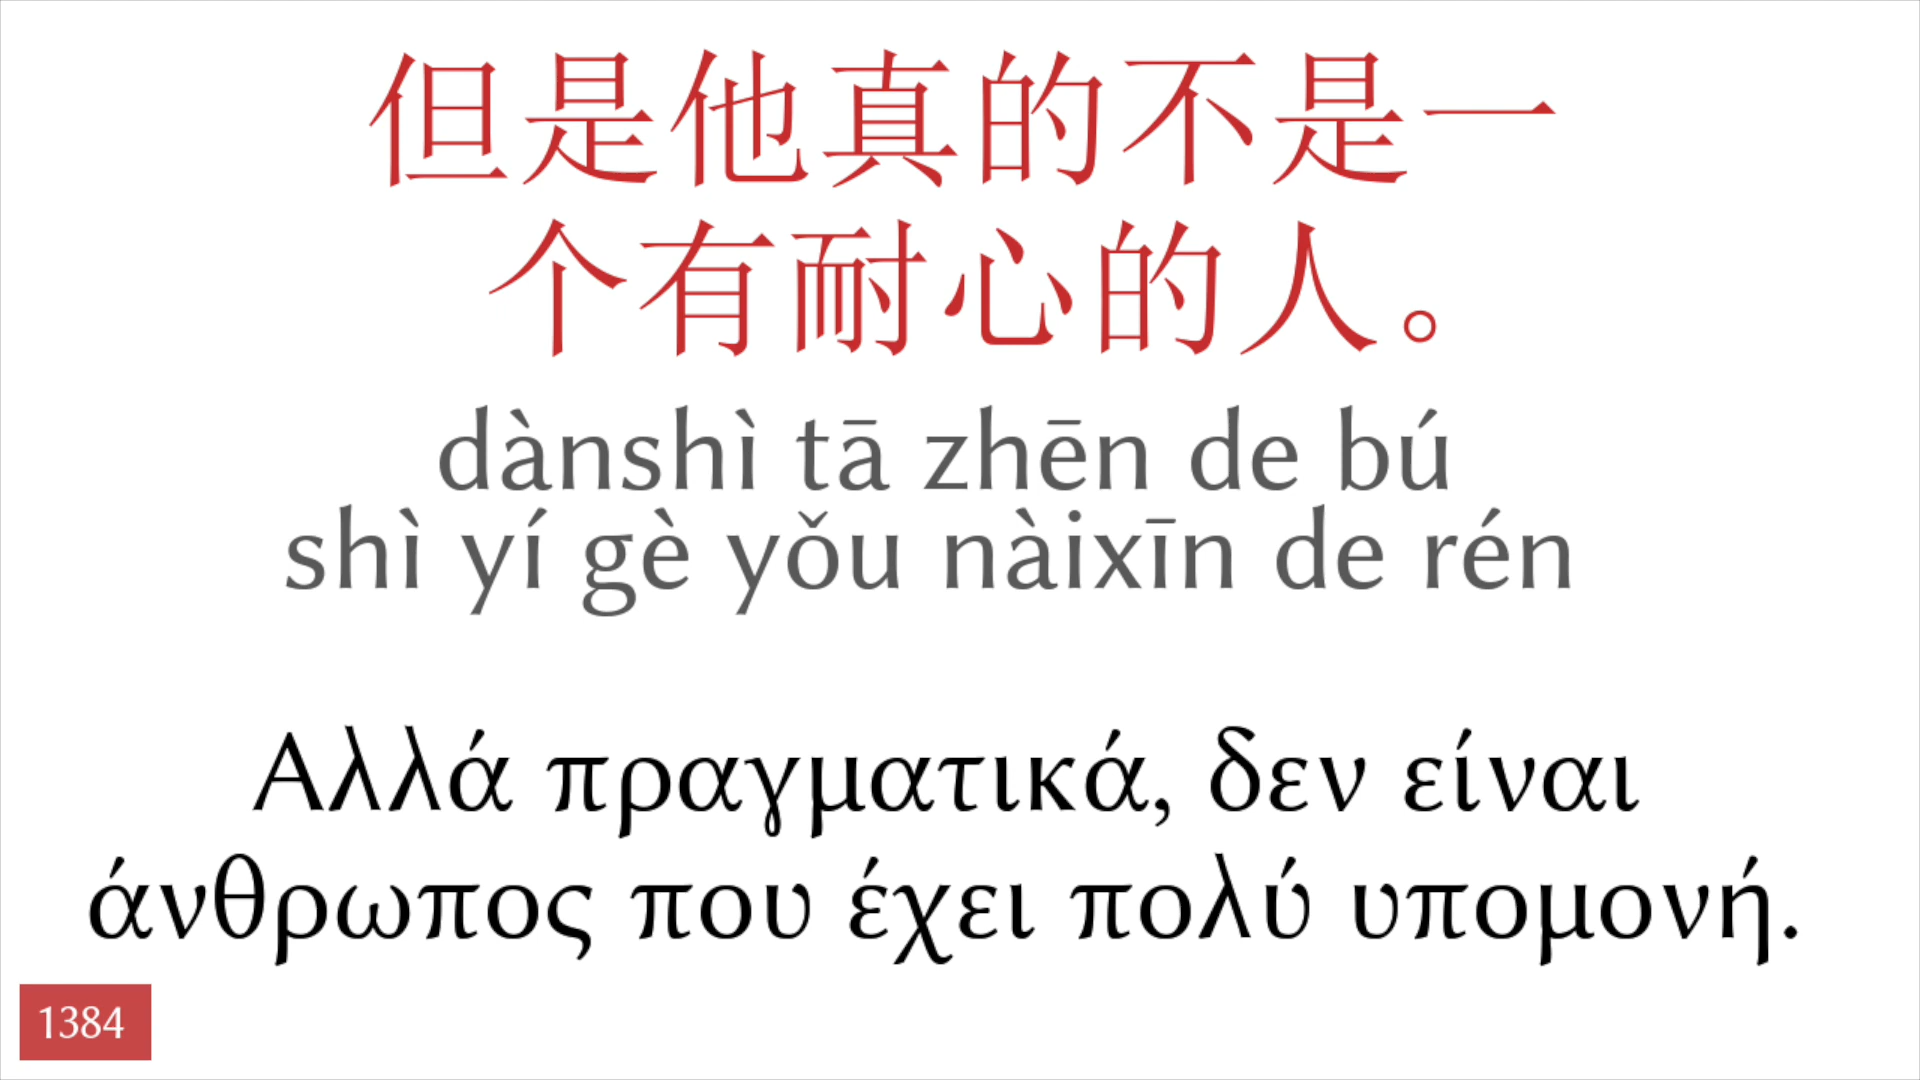 但是他真的不是一
个有耐心的人。
dànshì tā zhēn de bú
shì yí gè yǒu nàixīn de rén
Αλλά πραγματικά, δεν είναι
άνθρωπος που έχει πολύ υπομονή.
1384